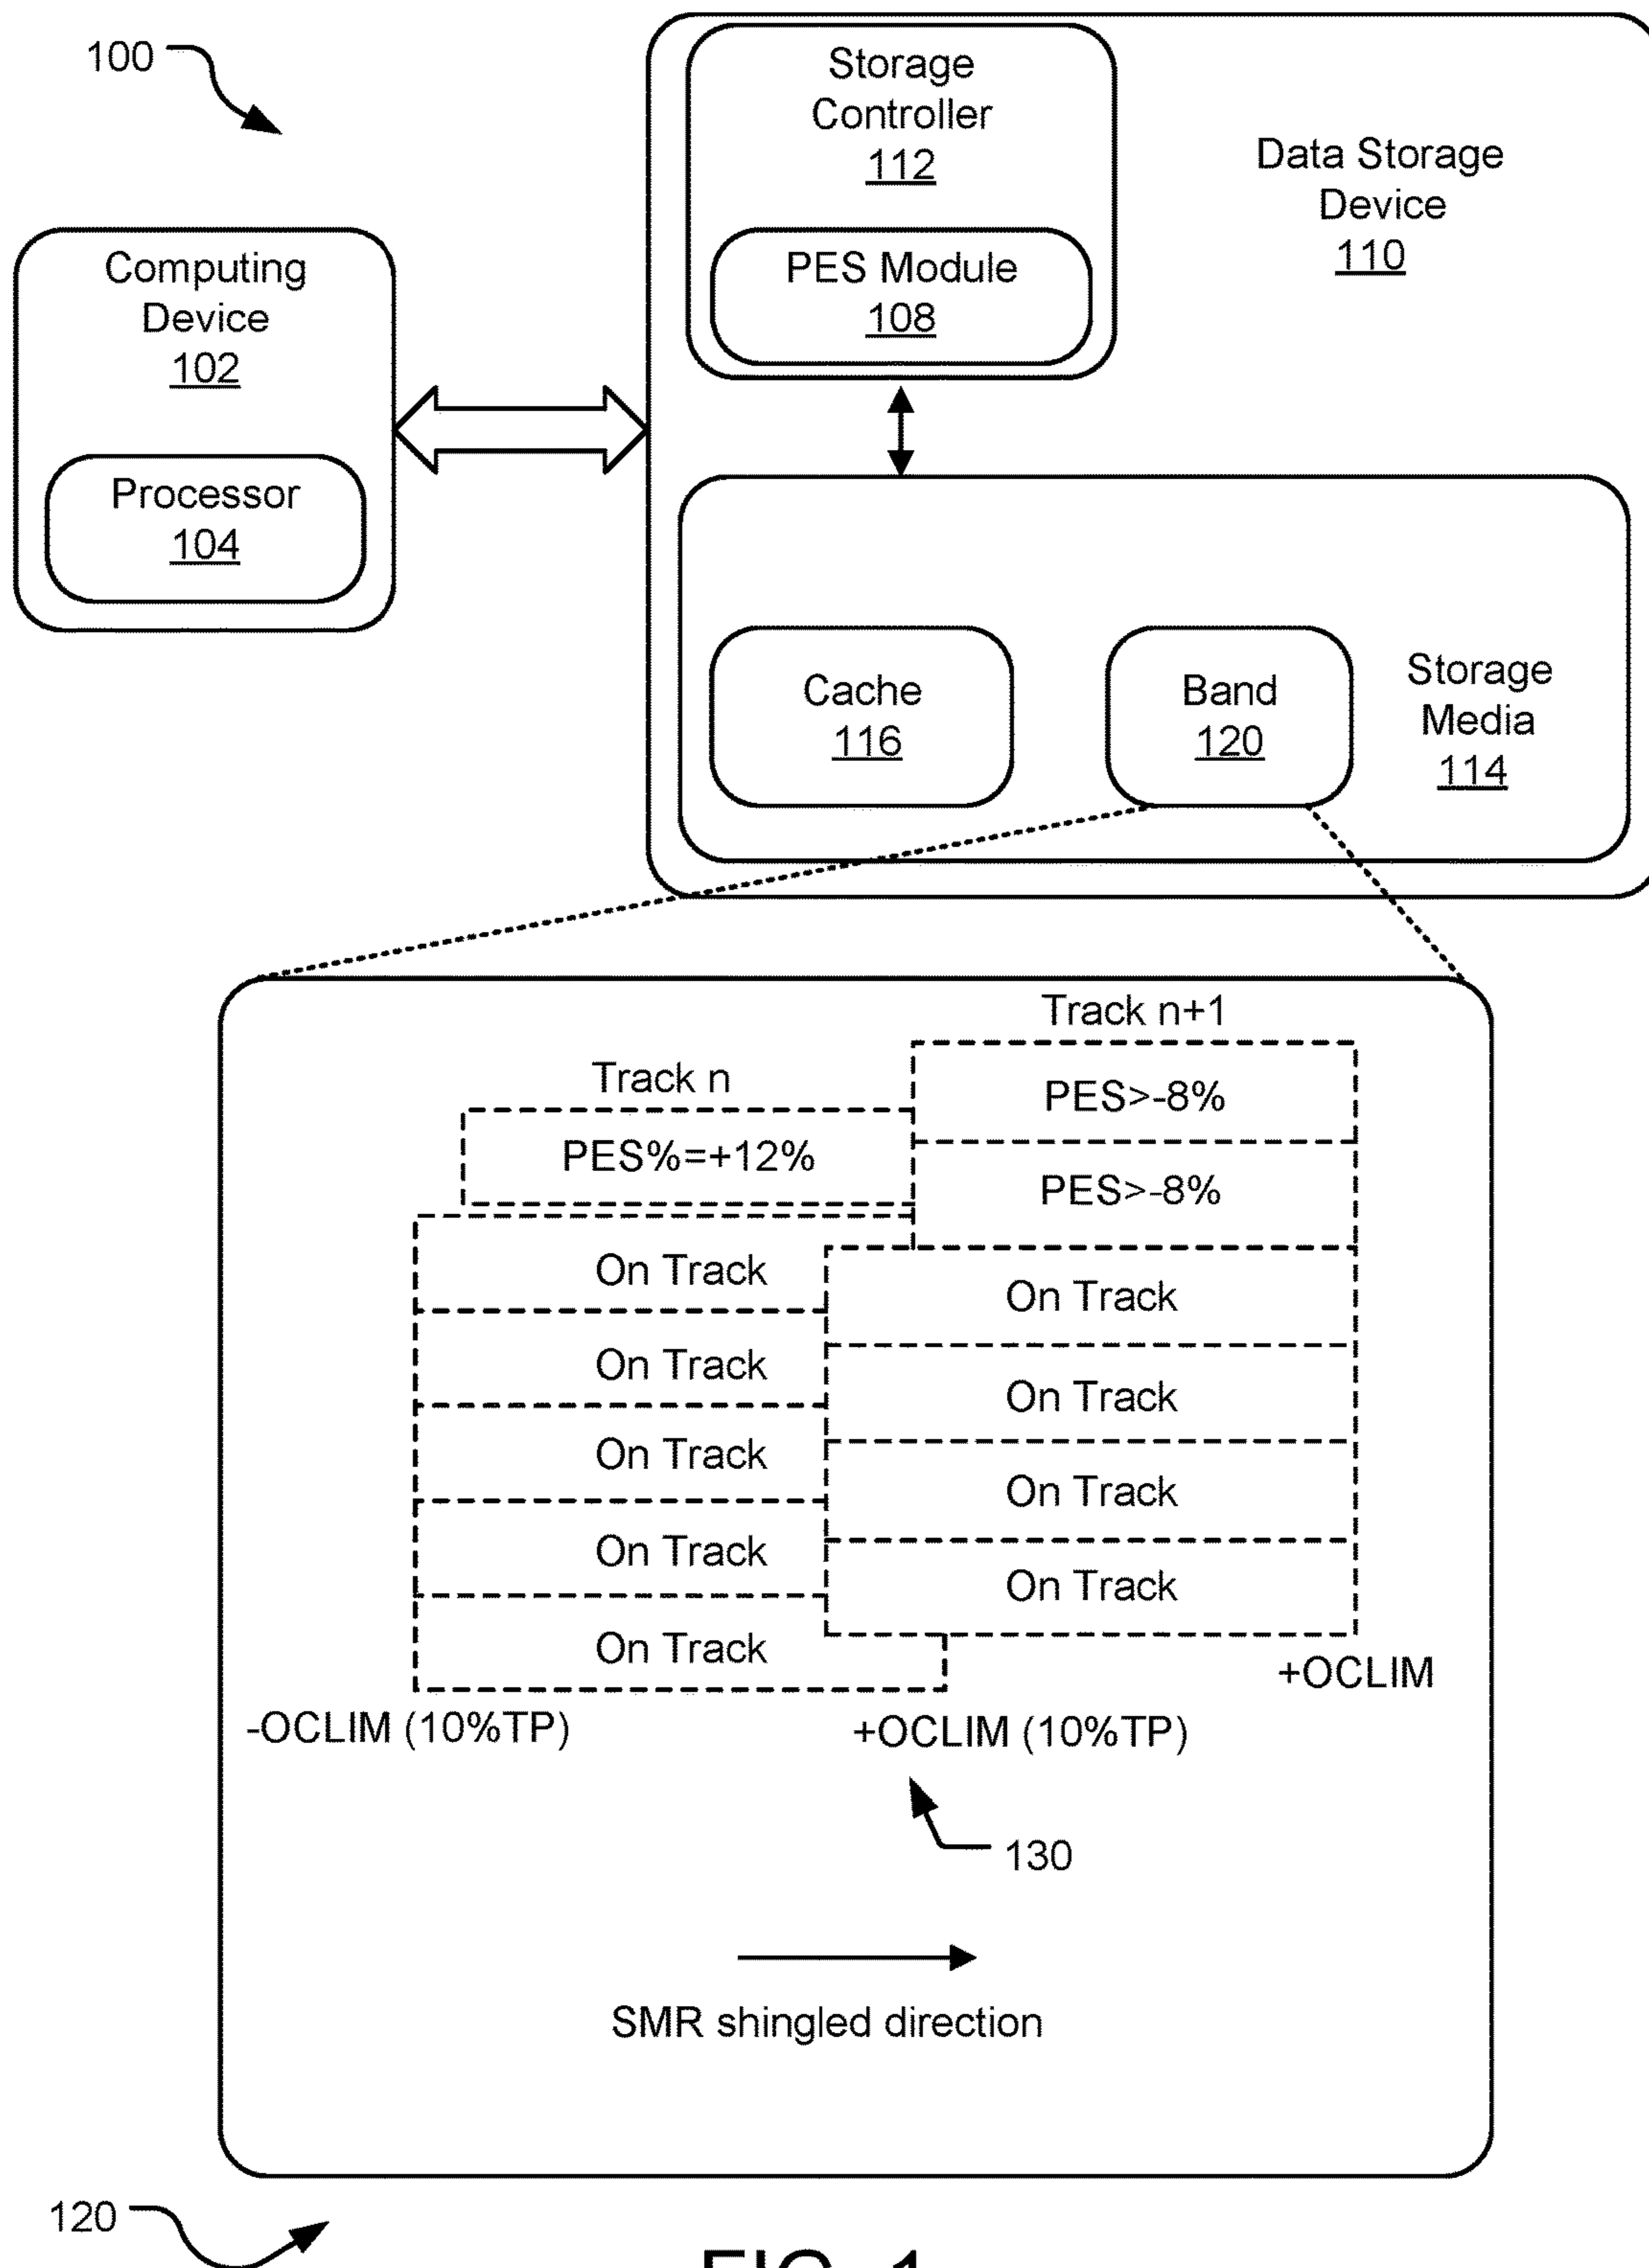 100
Storage
Controller
112
PES Module
108
Data Storage
Device
110
Computing
Device
102
Processor
104
Cache
116
Band
120
Storage
Media
114
Track n+1
Track n
PES>-8%
PES%=+12%
PES>-8%
On Track
On Track
On Track
On Track
On Track
On Track
On Track
On Track
On Track
+OCLIM
-OCLIM (10%TP)
+OCLIM (10%TP)
130
SMR shingled direction
120
FIG. 1